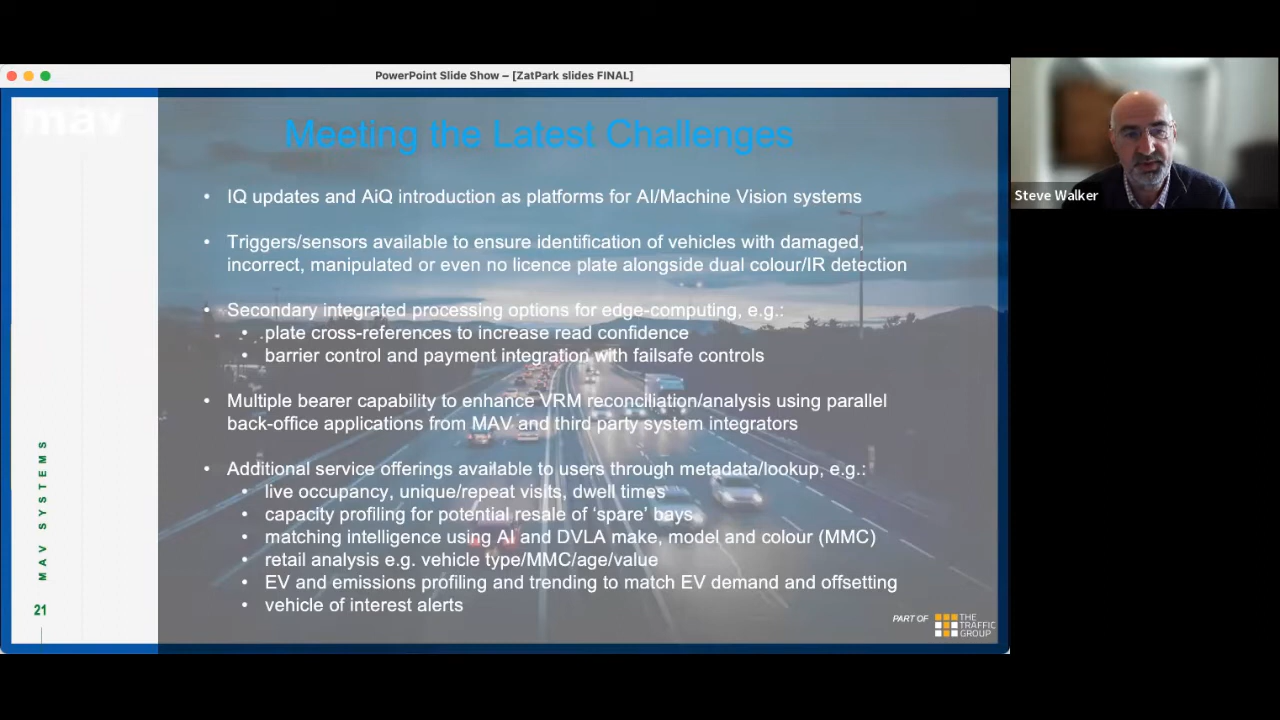 PowerPoint Slide Show – [ZatPark slides FINAL]
mav
Meeting the Latest Challenges
• IQ updates and AiQ introduction as platforms for AI/Machine Vision systems
• Triggers/sensors available to ensure identification of vehicles with damaged,
incorrect, manipulated or even no licence plate alongside dual colour/IR detection
• Secondary integrated processing options for edge-computing, e.g.:
• plate cross-references to increase read confidence
• barrier control and payment integration with failsafe controls
• Multiple bearer capability to enhance VRM reconciliation/analysis using parallel
back-office applications from MAV and third party system integrators
• Additional service offerings available to users through metadata/lookup, e.g.:
• live occupancy, unique/repeat visits, dwell times
• capacity profiling for potential resale of ‘spare’ bays
• matching intelligence using AI and DVLA make, model and colour (MMC)
• retail analysis e.g. vehicle type/MMC/age/value
• EV and emissions profiling and trending to match EV demand and offsetting
• vehicle of interest alerts
MAV SYSTEMS
21
PART OF
THE
TRAFFIC
GROUP
Steve Walker